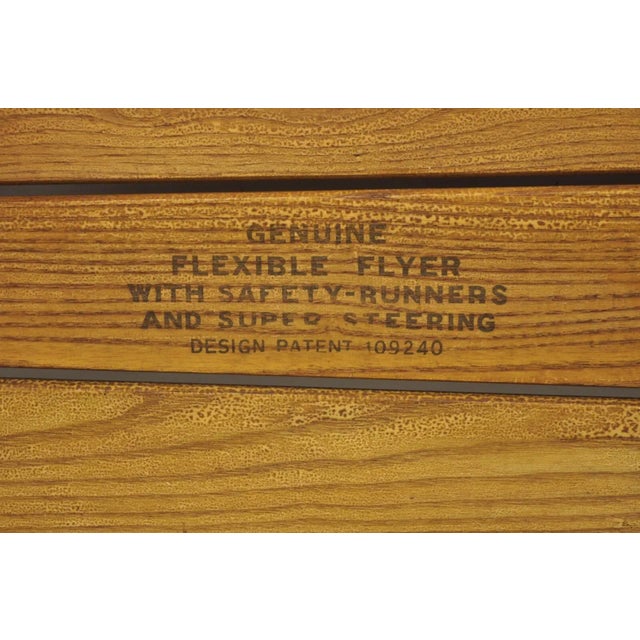 GENUINE
FLEXIBLE FLYER
WITH SAFETY-RUNNERS
AND SUPER STEERING
DESIGN PATENT 109240